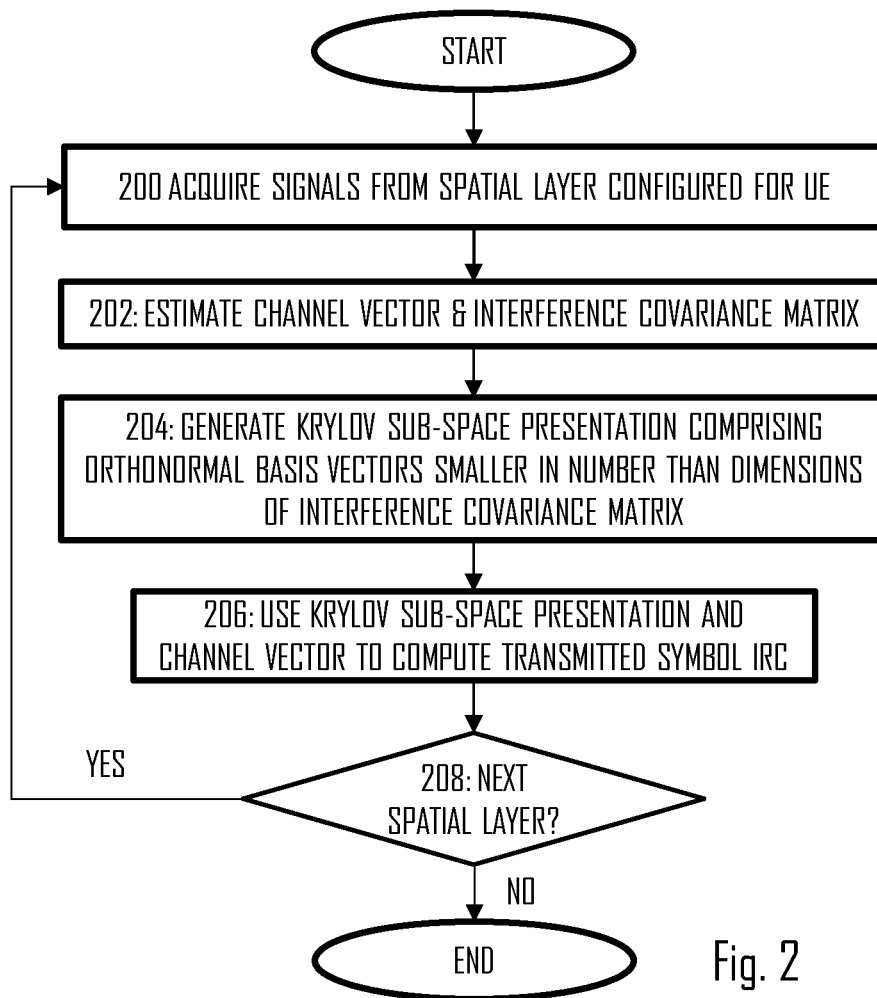 START
200 ACQUIRE SIGNALS FROM SPATIAL LAYER CONFIGURED FOR UE
202: ESTIMATE CHANNEL VECTOR & INTERFERENCE COVARIANCE MATRIX
204: GENERATE KRYLOV SUB-SPACE PRESENTATION COMPRISING
ORTHONORMAL BASIS VECTORS SMALLER IN NUMBER THAN DIMENSIONS
OF INTERFERENCE COVARIANCE MATRIX
206: USE KRYLOV SUB-SPACE PRESENTATION AND
CHANNEL VECTOR TO COMPUTE TRANSMITTED SYMBOL IRC
YES
208: NEXT
SPATIAL LAYER?
NO
END
Fig. 2